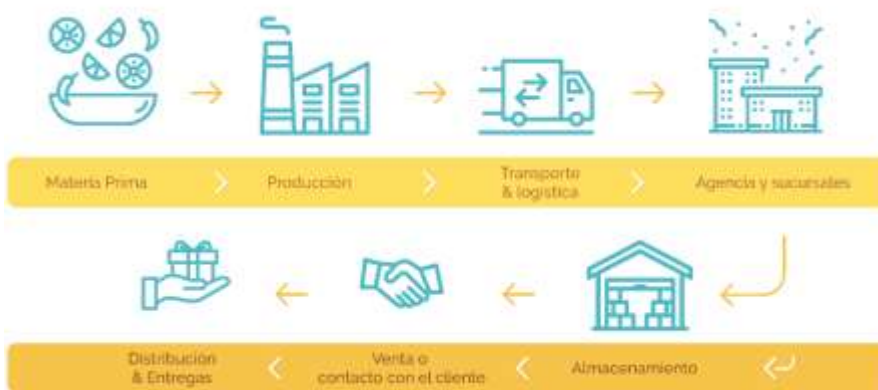 Materia Prima
Producción
Transporte
& logística
Agencia y sucursales
Distribución
& Entregas
Venta o
contacto con el cliente
Almacenamiento